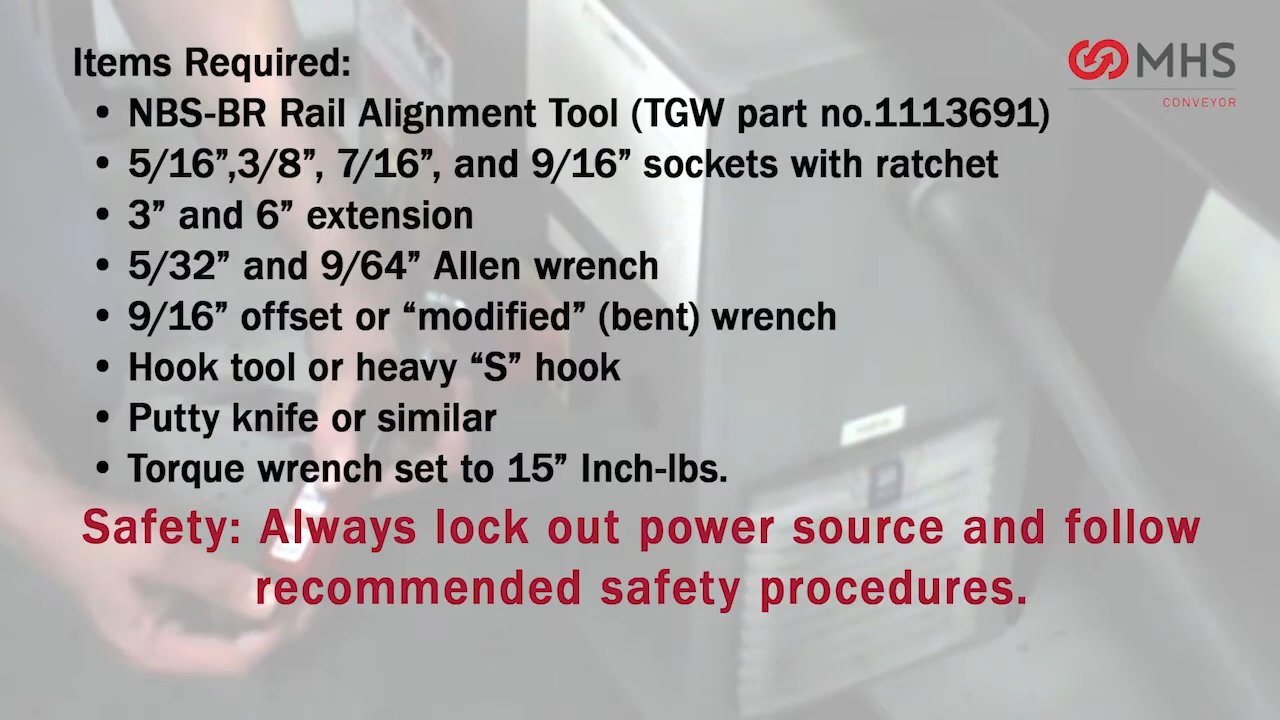 Items Required:
• NBS-BR Rail Alignment Tool (TGW part no.1113691)
• 5/16”,3/8”, 7/16”, and 9/16” sockets with ratchet
• 3” and 6” extension
• 5/32” and 9/64” Allen wrench
• 9/16” offset or “modified” (bent) wrench
• Hook tool or heavy “S” hook
• Putty knife or similar
• Torque wrench set to 15” Inch-lbs.
Safety: Always lock out power source and follow
recommended safety procedures.
MHS
CONVEYOR